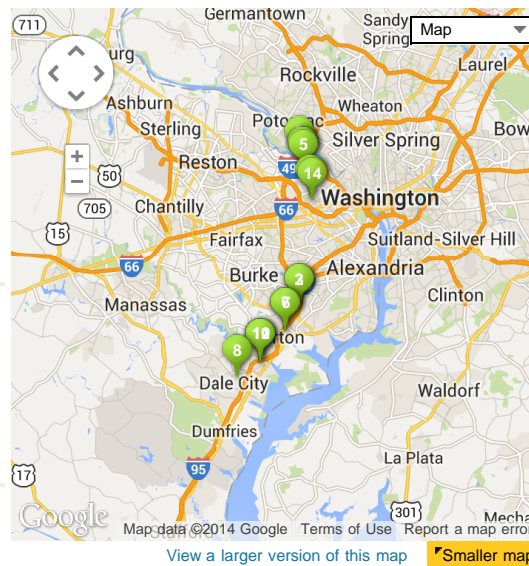 Germantown
711
Sandy
Spring
Map
Laurel
Rockville
Ashburn
Wheaton
Sterling
5
Silver Spring
Reston
49
14
50
66
Washington
705
Chantilly
15
Fairfax
Suitland-Silver Hill
66
Burke
Alexandria
Clinton
Manassas
8
Dale City
Waldorf
Dumfries
95
La Plata
17
301
Google
Map data ©2014 Google Terms of Use Report a map erro
View a larger version of this map
Smaller map